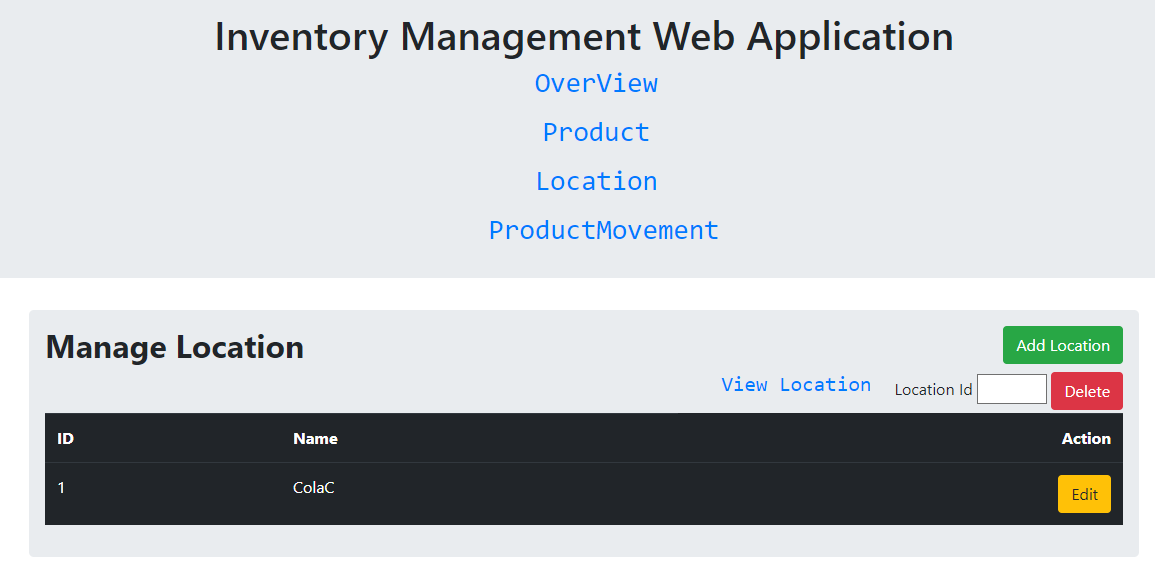 Inventory Management Web Application
OverView
Product
Location
ProductMovement
Manage Location
Add Location
View Location Location Id Delete
ID Name Action
1 ColaC Edit